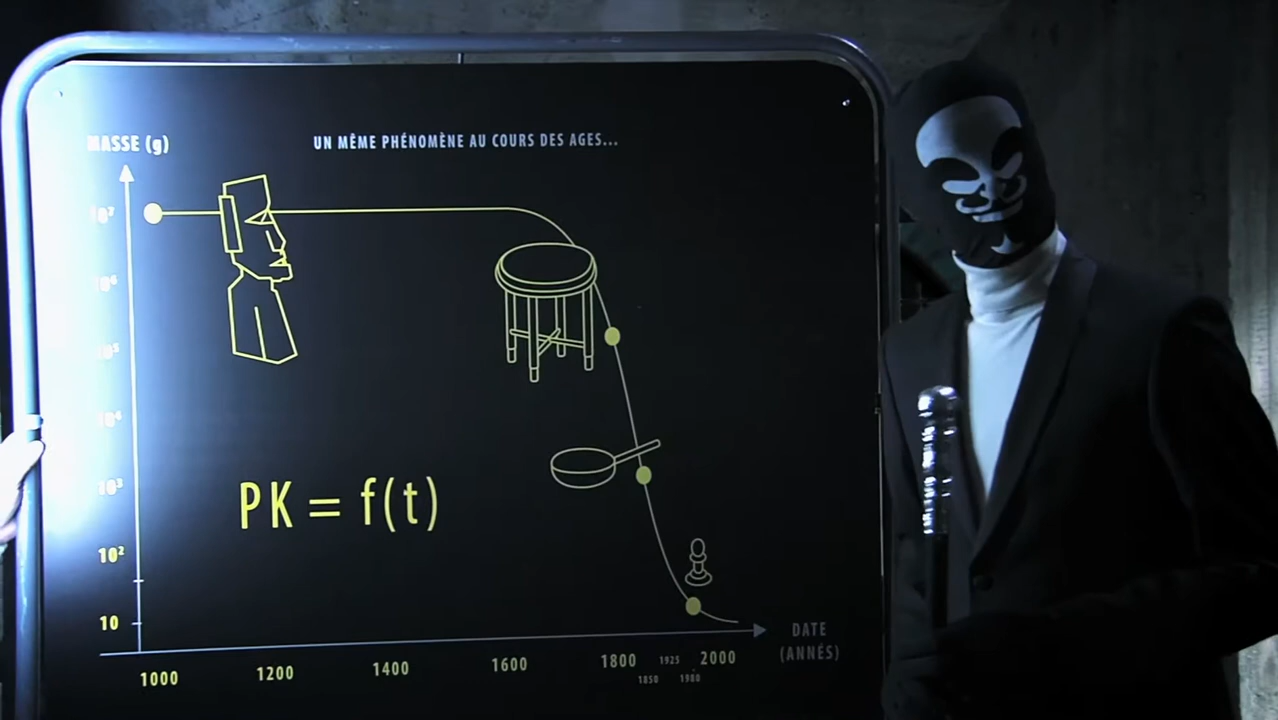 MASSE (g)
UN MÊME PHÉNOMÈNE AU COURS DES AGES...
10⁷
10⁶
10⁵
10⁴
10³
10²
10
PK = f(t)
1000 1200 1400 1600 1800 1925 2000
1850 1980
DATE
(ANNÉS)